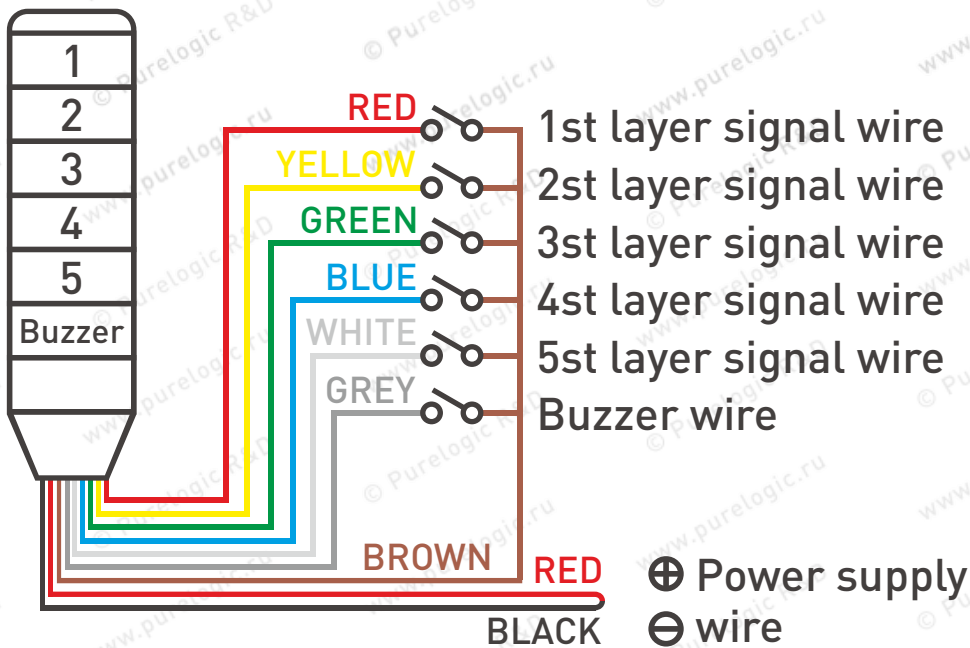 1
2
3
4
5
Buzzer
RED
YELLOW
GREEN
BLUE
WHITE
GREY
1st layer signal wire
2st layer signal wire
3st layer signal wire
4st layer signal wire
5st layer signal wire
Buzzer wire
BROWN
RED
BLACK
⊕ Power supply
⊖ wire
© Purelogic R&D
www.purelogic.ru